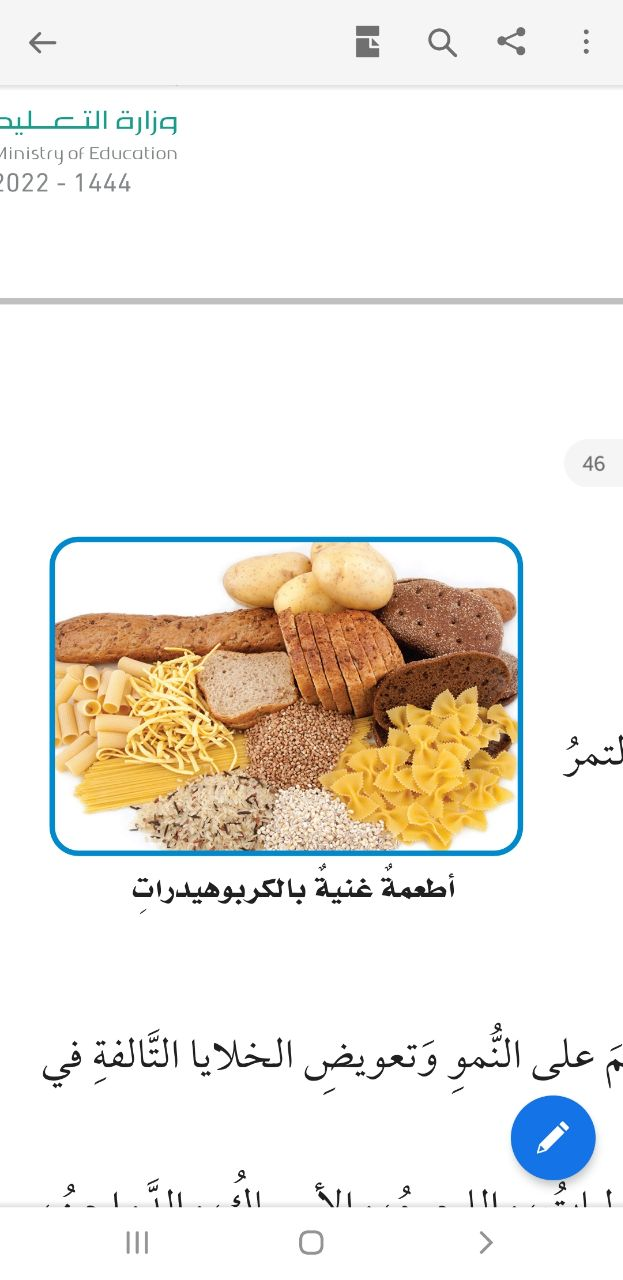 وزارة التعليم
Ministry of Education
2022 - 1444
46
التمرُ
أطعمةٌ غنيةٌ بالكربوهيدراتِ
على النُّموِ وَتعويضِ الخلايا التَّالفةِ في